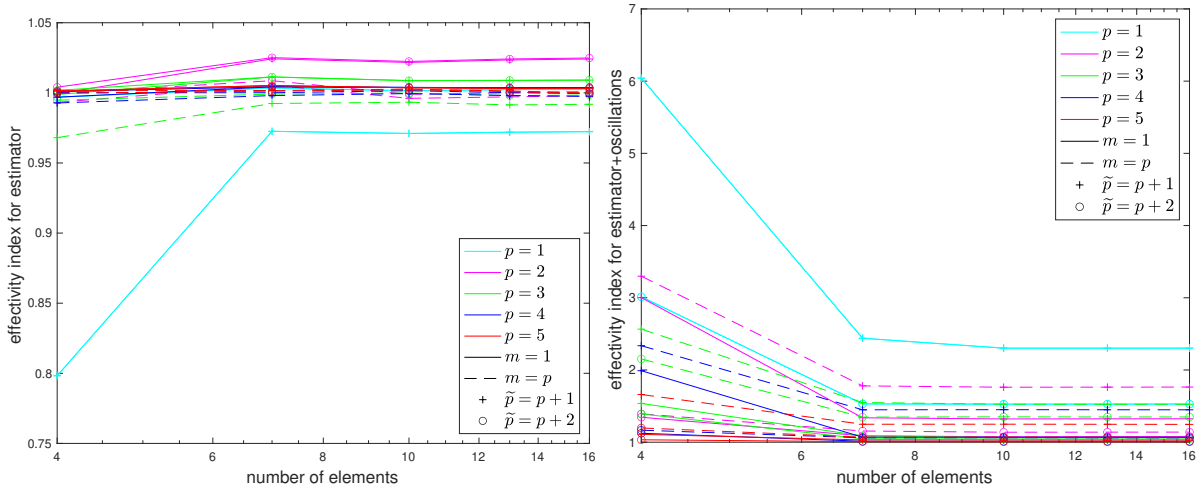 effectivity index for estimator
1.05
1
0.95
0.9
0.85
0.8
0.75
4
6
8
10
12
14
16
number of elements
p = 1
p = 2
p = 3
p = 4
p = 5
m = 1
m = p
p̃ = p + 1
p̃ = p + 2
effectivity index for estimator+oscillations
7
6
5
4
3
2
1
4
6
8
10
12
14
16
number of elements
p = 1
p = 2
p = 3
p = 4
p = 5
m = 1
m = p
p̃ = p + 1
p̃ = p + 2